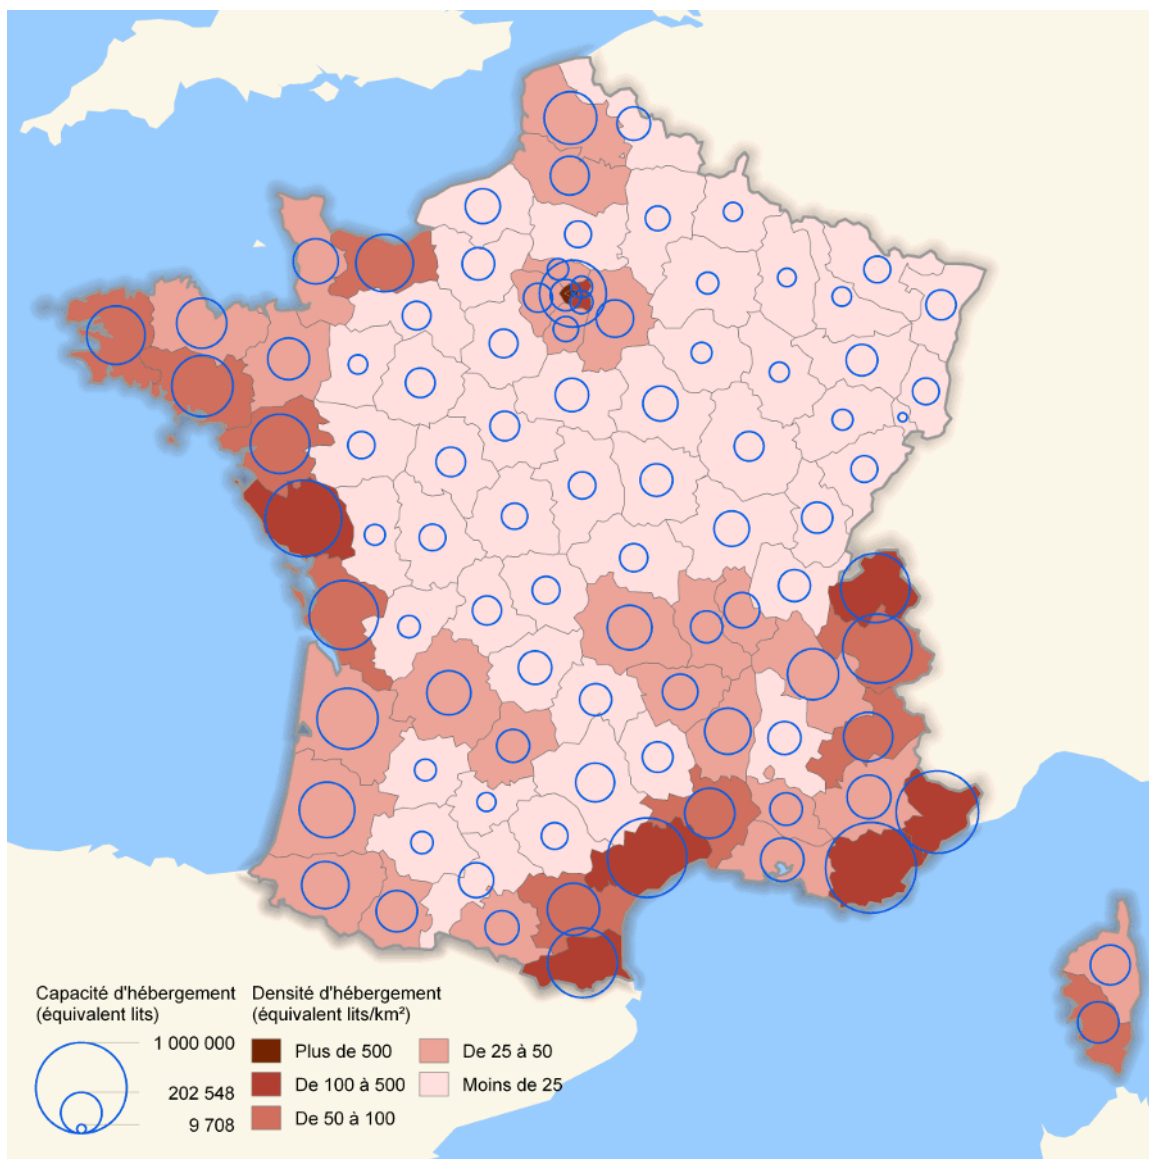 Capacité d'hébergement
(équivalent lits)
1 000 000
202 548
9 708
Densité d'hébergement
(équivalent lits/km²)
Plus de 500
De 100 à 500
De 50 à 100
De 25 à 50
Moins de 25